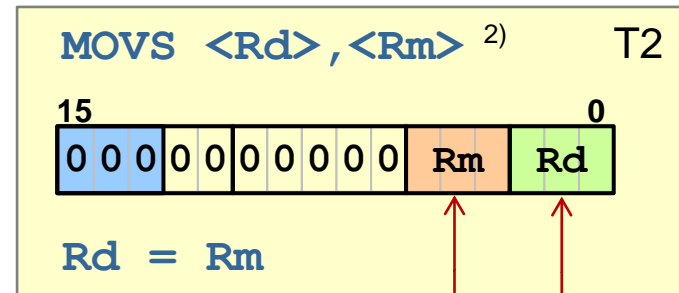 MOVS <Rd>,<Rm> 2) T2
15 0
0 0 0 0 0 0 0 0 0 0 Rm Rd
Rd = Rm